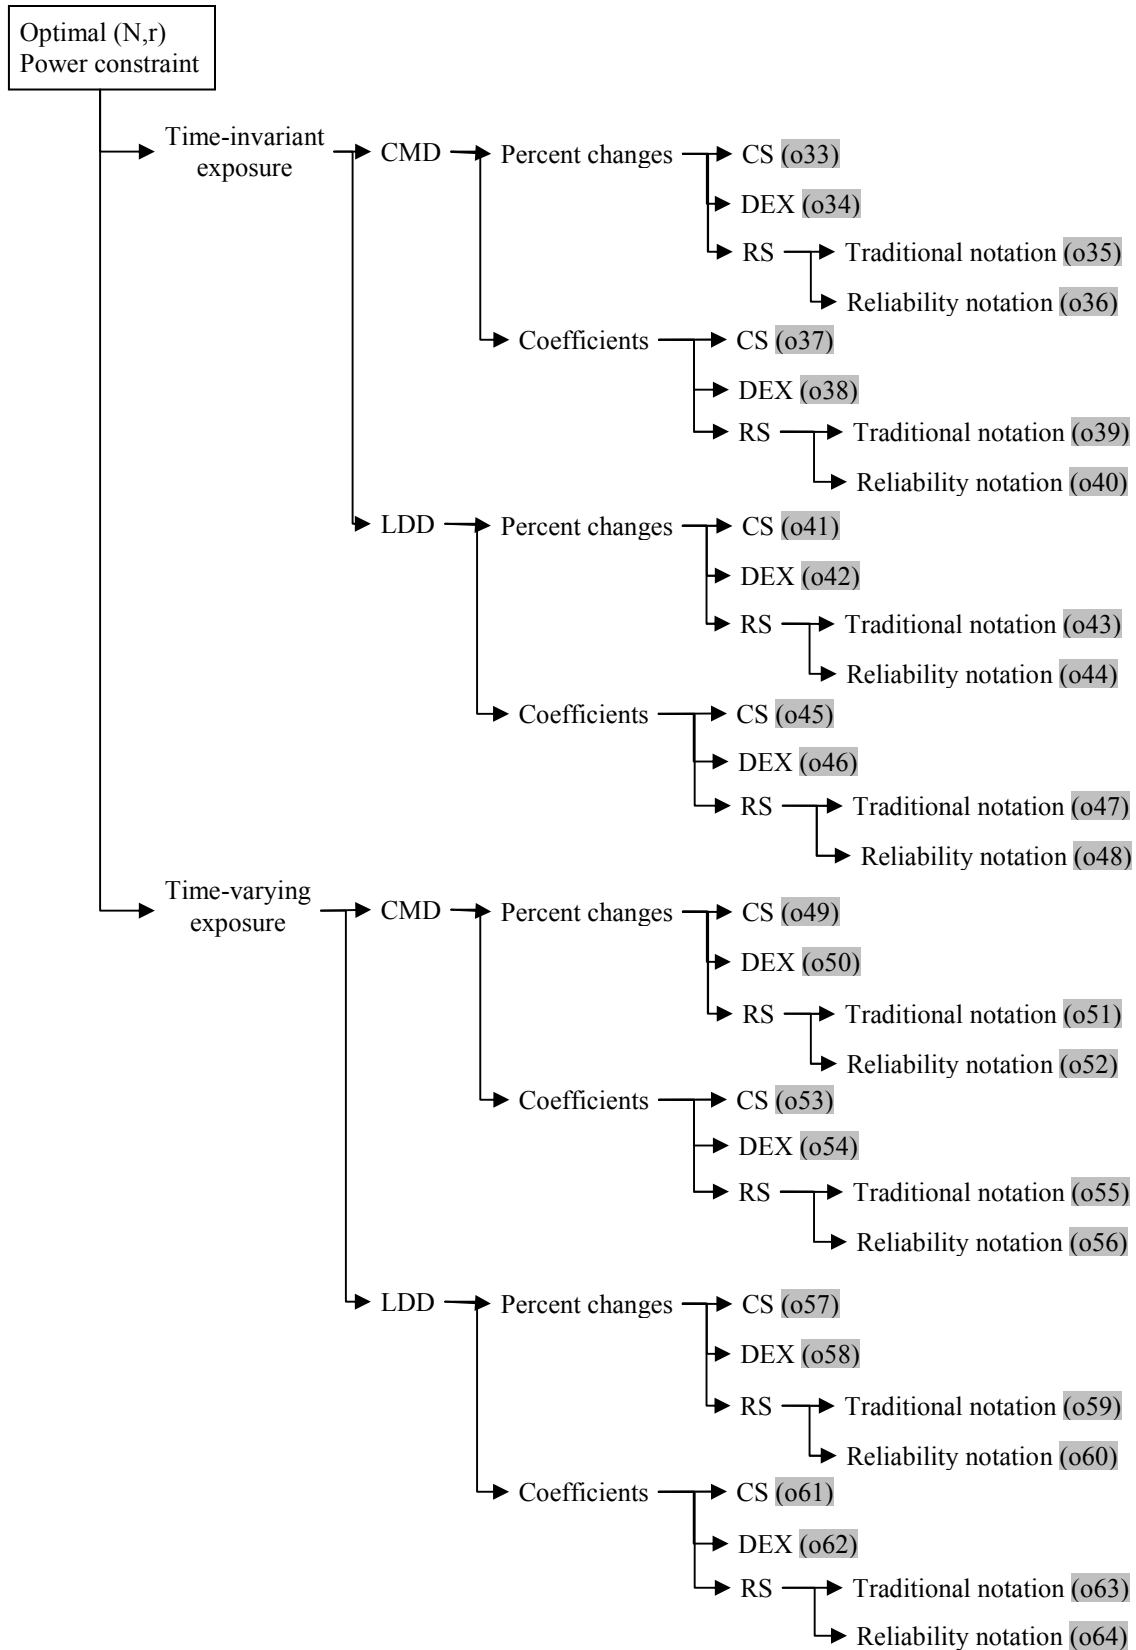 Optimal (N,r)
Power constraint
Time-invariant
exposure
CMD
Percent changes
CS (o33)
DEX (o34)
RS
Traditional notation (o35)
Reliability notation (o36)
Coefficients
CS (o37)
DEX (o38)
RS
Traditional notation (o39)
Reliability notation (o40)
LDD
Percent changes
CS (o41)
DEX (o42)
RS
Traditional notation (o43)
Reliability notation (o44)
Coefficients
CS (o45)
DEX (o46)
RS
Traditional notation (o47)
Reliability notation (o48)
Time-varying
exposure
CMD
Percent changes
CS (o49)
DEX (o50)
RS
Traditional notation (o51)
Reliability notation (o52)
Coefficients
CS (o53)
DEX (o54)
RS
Traditional notation (o55)
Reliability notation (o56)
LDD
Percent changes
CS (o57)
DEX (o58)
RS
Traditional notation (o59)
Reliability notation (o60)
Coefficients
CS (o61)
DEX (o62)
RS
Traditional notation (o63)
Reliability notation (o64)